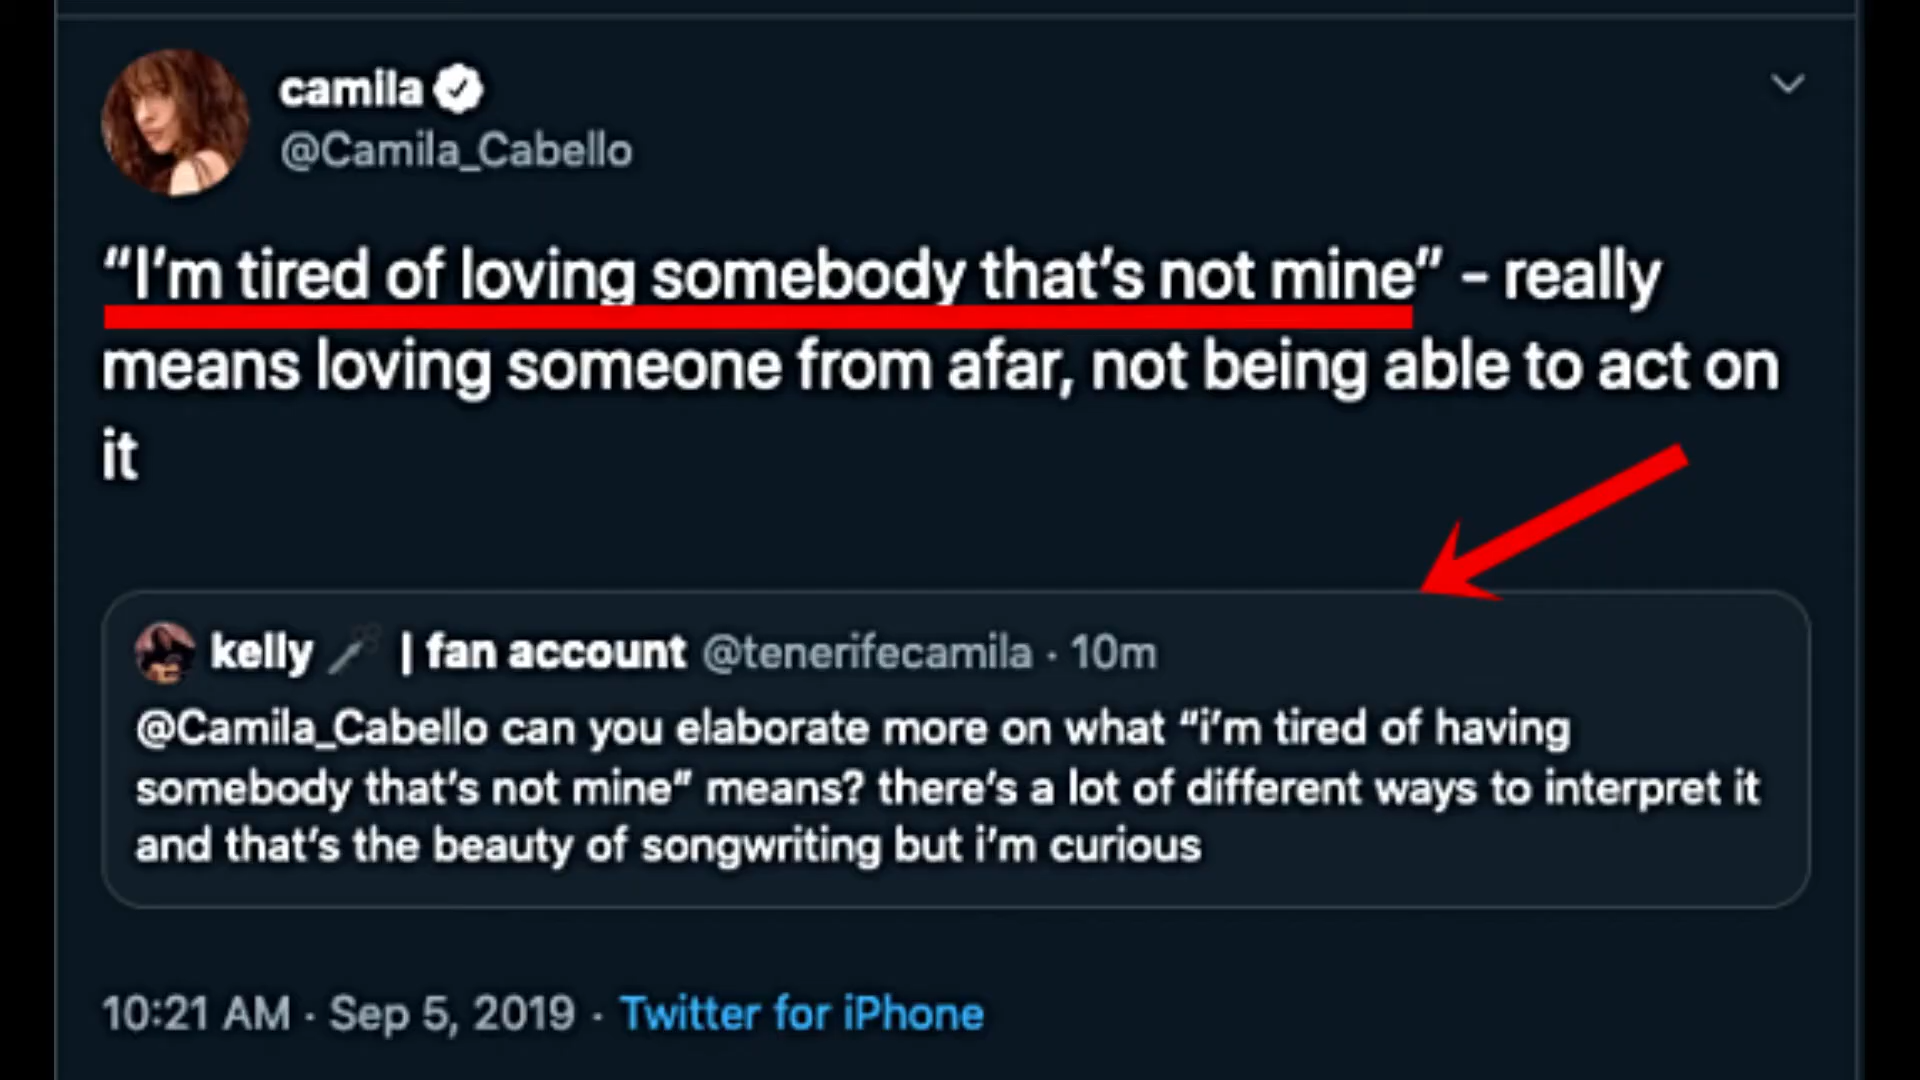 camila
@Camila_Cabello
“I’m tired of loving somebody that’s not mine” - really
means loving someone from afar, not being able to act on
it
kelly | fan account @tenerifecamila · 10m
@Camila_Cabello can you elaborate more on what “i’m tired of having
somebody that’s not mine” means? there’s a lot of different ways to interpret it
and that’s the beauty of songwriting but i’m curious
10:21 AM · Sep 5, 2019 · Twitter for iPhone